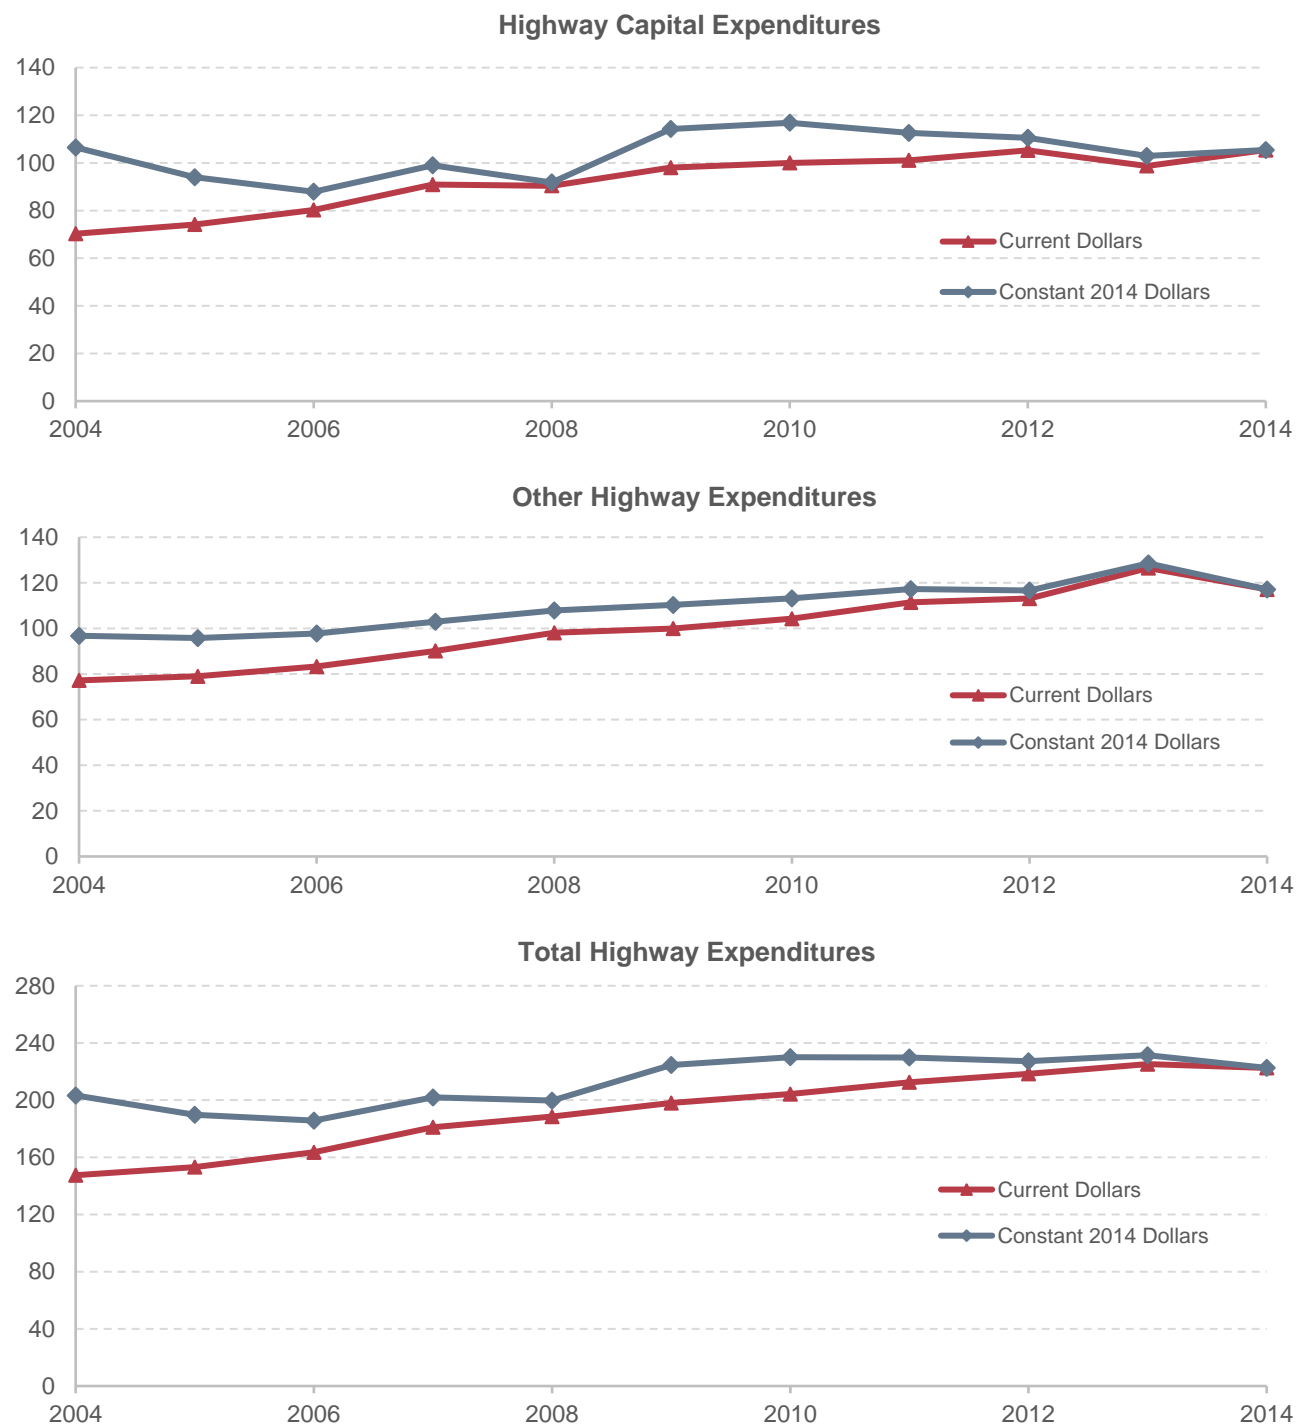 Highway Capital Expenditures
140
120
100
80
60
40
20
0
Current Dollars
Constant 2014 Dollars
2004 2006 2008 2010 2012 2014
Other Highway Expenditures
140
120
100
80
60
40
20
0
Current Dollars
Constant 2014 Dollars
2004 2006 2008 2010 2012 2014
Total Highway Expenditures
280
240
200
160
120
80
40
0
Current Dollars
Constant 2014 Dollars
2004 2006 2008 2010 2012 2014